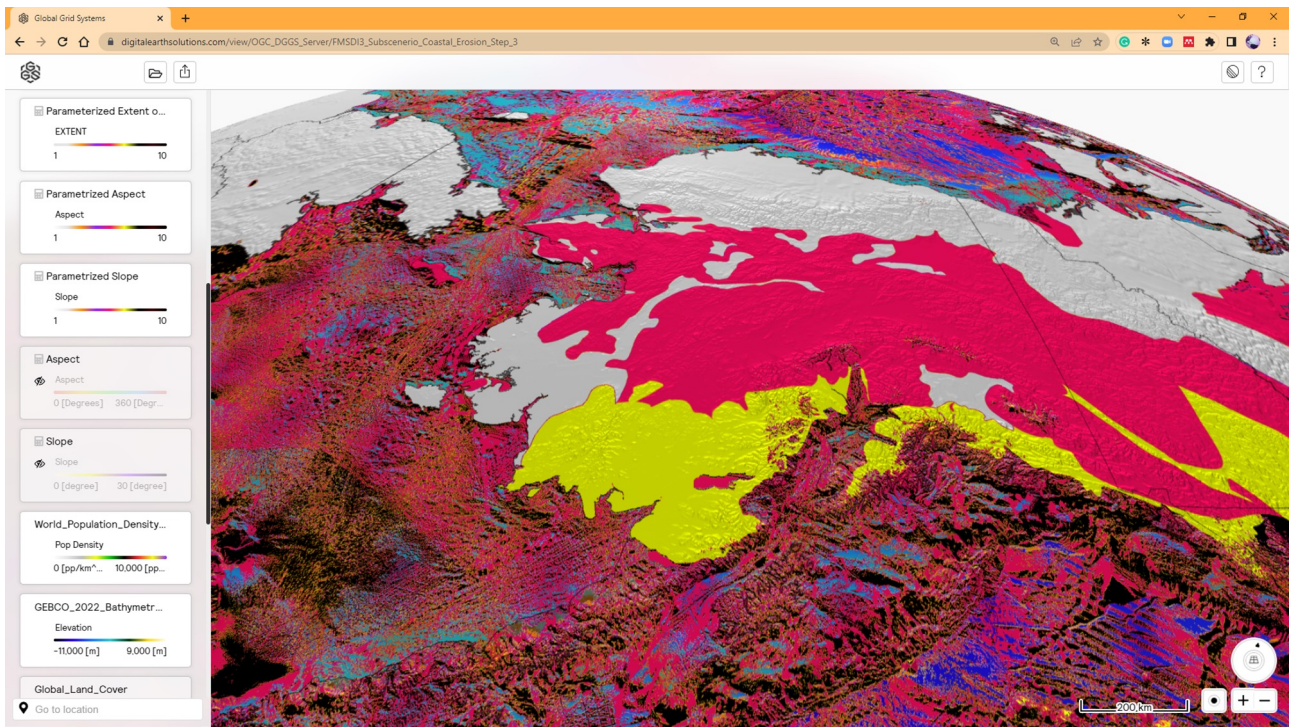 Global Grid Systems
digitalearthsolutions.com/view/OGC_DGGS_Server/FMSDI3_Subscenerio_Coastal_Erosion_Step_3
GGS
?
Parameterized Extent o...
EXTENT
1 10
Parametrized Aspect
Aspect
1 10
Parametrized Slope
Slope
1 10
Aspect
Aspect
0 [Degrees] 360 [Degr...
Slope
Slope
0 [degree] 30 [degree]
World_Population_Density...
Pop Density
0 [pp/km^... 10,000 [pp...
GEBCO_2022_Bathymetr...
Elevation
-11,000 [m] 9,000 [m]
Global_Land_Cover
Go to location
200 km